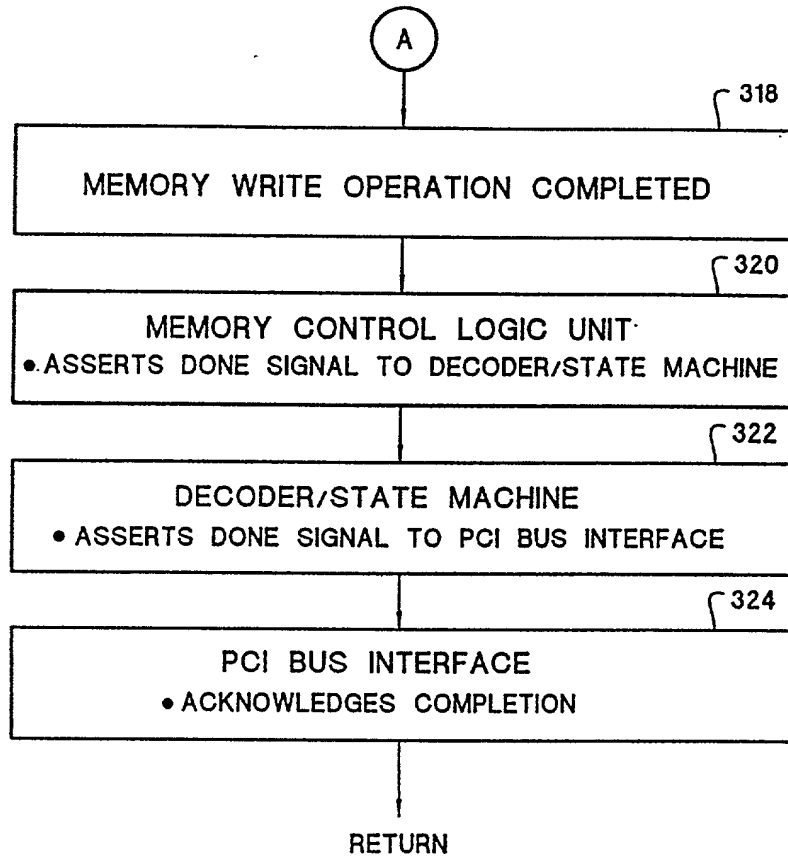 A
318
MEMORY WRITE OPERATION COMPLETED
320
MEMORY CONTROL LOGIC UNIT
• ASSERTS DONE SIGNAL TO DECODER/STATE MACHINE
322
DECODER/STATE MACHINE
• ASSERTS DONE SIGNAL TO PCI BUS INTERFACE
324
PCI BUS INTERFACE
• ACKNOWLEDGES COMPLETION
RETURN